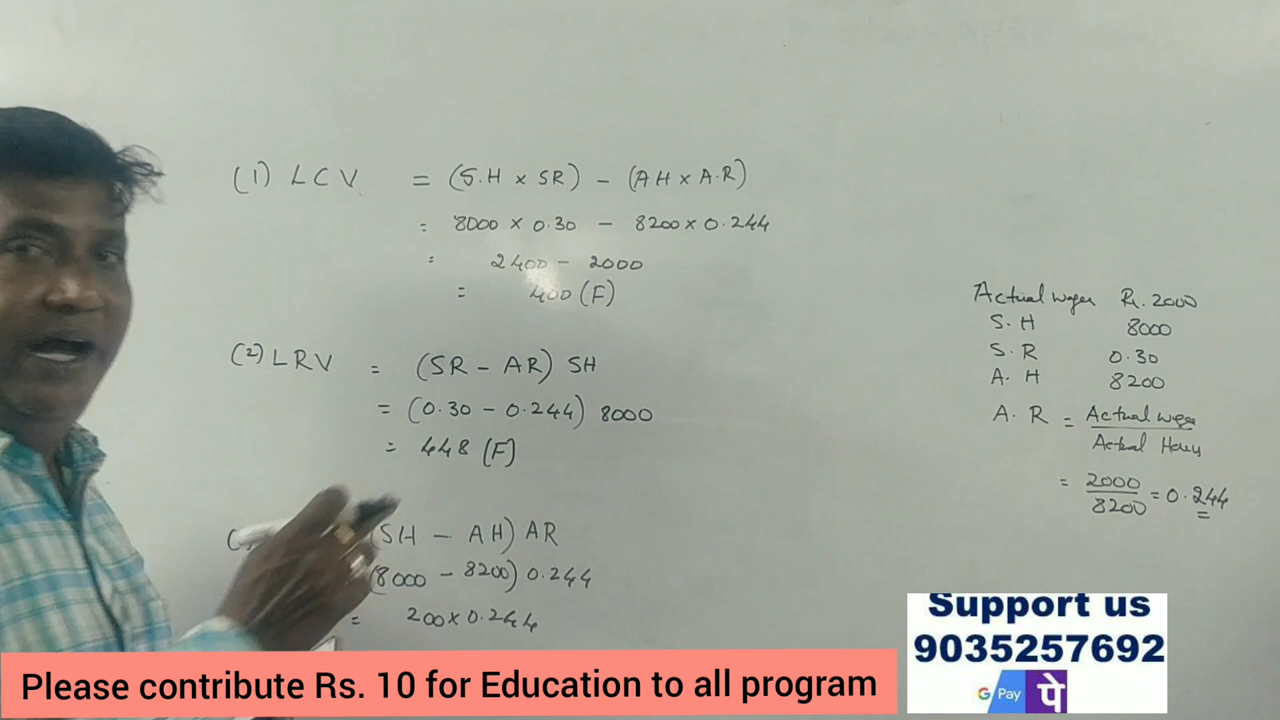 (1) LCV = (S.H x SR) - (AH x A.R)
= 8000 x 0.30 - 8200 x 0.244
= 2400 - 2000
= 400 (F)
(2) LRV = (SR - AR) SH
= (0.30 - 0.244) 8000
= 448 (F)
(SH - AH) AR
(8000 - 8200) 0.244
= 200 x 0.244
Actual wages Rs. 2000
S. H 8000
S. R 0.30
A. H 8200
A. R = Actual wages
Actual Hours
= 2000
8200 = 0.244
Support us
9035257692
G Pay पे
Please contribute Rs. 10 for Education to all program